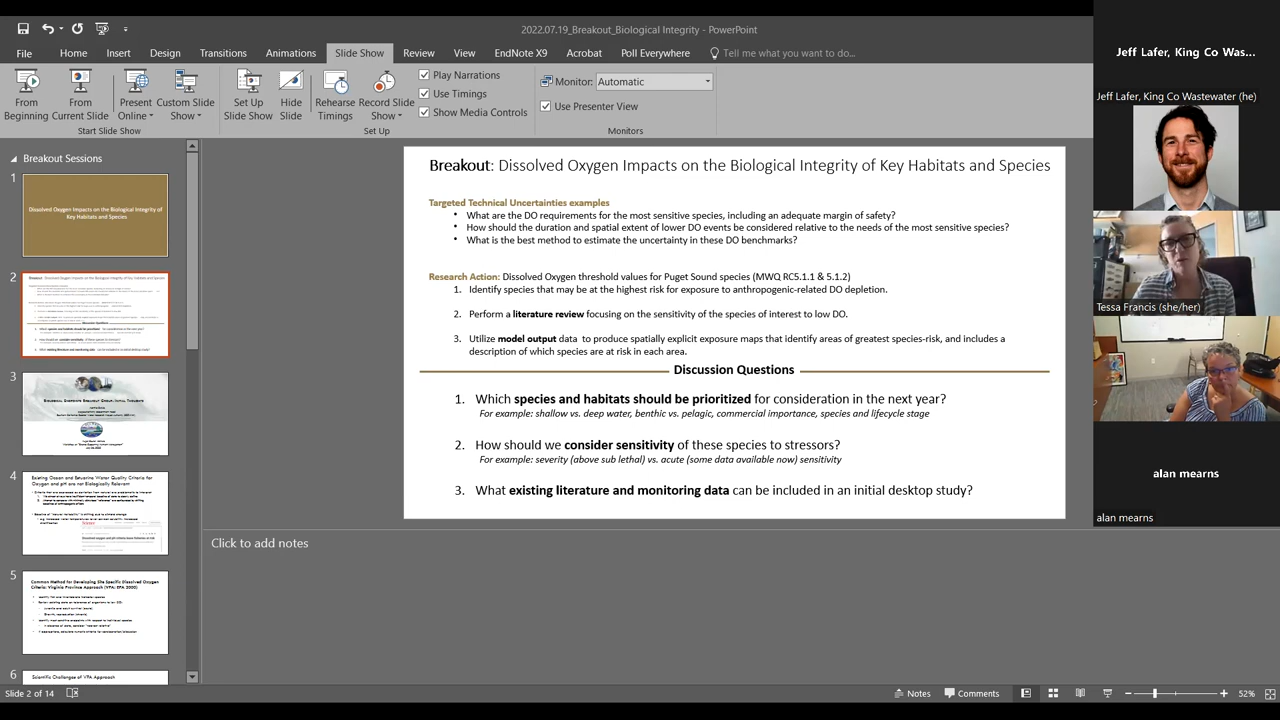 2022.07.19_Breakout_Biological Integrity - PowerPoint
File Home Insert Design Transitions Animations Slide Show Review View EndNote X9 Acrobat Poll Everywhere Tell me what you want to do...
From Beginning
From Current Slide
Present Online
Custom Slide Show
Start Slide Show
Set Up Slide Show
Hide Slide
Rehearse Timings
Record Slide Show
Play Narrations
Use Timings
Show Media Controls
Set Up
Monitor: Automatic
Use Presenter View
Monitors
Breakout Sessions
1
Dissolved Oxygen Impacts on the Biological Integrity of
Key Habitats and Species
2
3
4
Existing Ocean and Estuarine Water Quality Criteria for
Oxygen and pH are not Biologically Relevant
5
Common Method for Developing Site Specific Dissolved Oxygen
Criteria: Virginia Province Approach (VPA; EPA 2000)
6
Scientific Challenges of VPA Approach
Breakout: Dissolved Oxygen Impacts on the Biological Integrity of Key Habitats and Species
Targeted Technical Uncertainties examples
• What are the DO requirements for the most sensitive species, including an adequate margin of safety?
• How should the duration and spatial extent of lower DO events be considered relative to the needs of the most sensitive species?
• What is the best method to estimate the uncertainty in these DO benchmarks?
Research Action: Dissolved Oxygen threshold values for Puget Sound species (MWQ RC5.1.1 & 5.1.2)
1. Identify species that may be at the highest risk for exposure to anthropogenic-related DO depletion.
2. Perform a literature review focusing on the sensitivity of the species of interest to low DO.
3. Utilize model output data to produce spatially explicit exposure maps that identify areas of greatest species-risk, and includes a
description of which species are at risk in each area.
Discussion Questions
1. Which species and habitats should be prioritized for consideration in the next year?
For example: shallow vs. deep water, benthic vs. pelagic, commercial importance, species and lifecycle stage
2. How should we consider sensitivity of these species to stressors?
For example: severity (above sub lethal) vs. acute (some data available now) sensitivity
3. What existing literature and monitoring data can be included in an initial desktop study?
Click to add notes
Slide 2 of 14
Notes Comments 52%
Jeff Lafer, King Co Was...
Jeff Lafer, King Co Wastewater (he)
Tessa Francis (she/her)
alan mearns
alan mearns